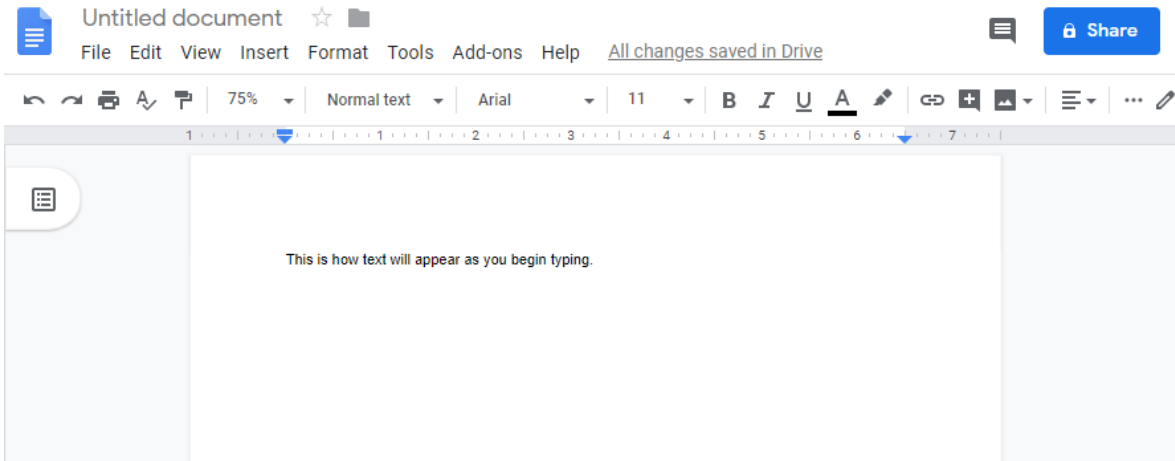 Untitled document
Share
File Edit View Insert Format Tools Add-ons Help All changes saved in Drive
75% Normal text Arial 11 B I U A
1 1 2 3 4 5 6 7
This is how text will appear as you begin typing.